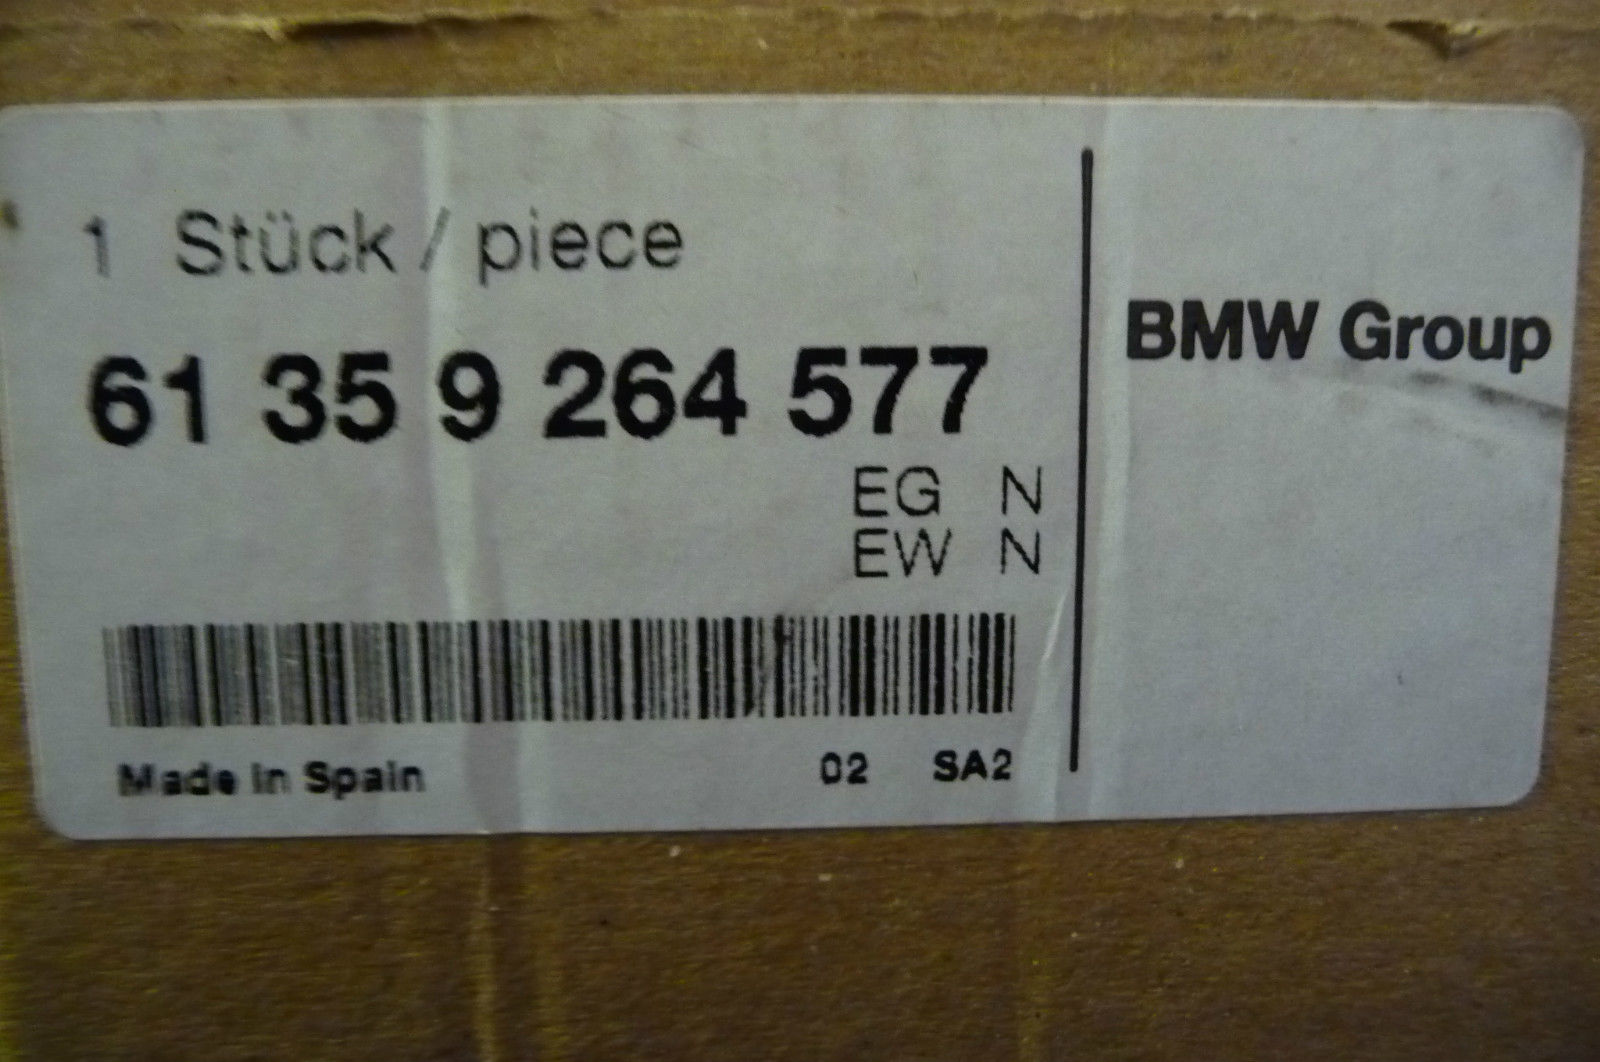 1 Stück / piece
61 35 9 264 577
EG N
EW N
Made in Spain 02 SA2
BMW Group